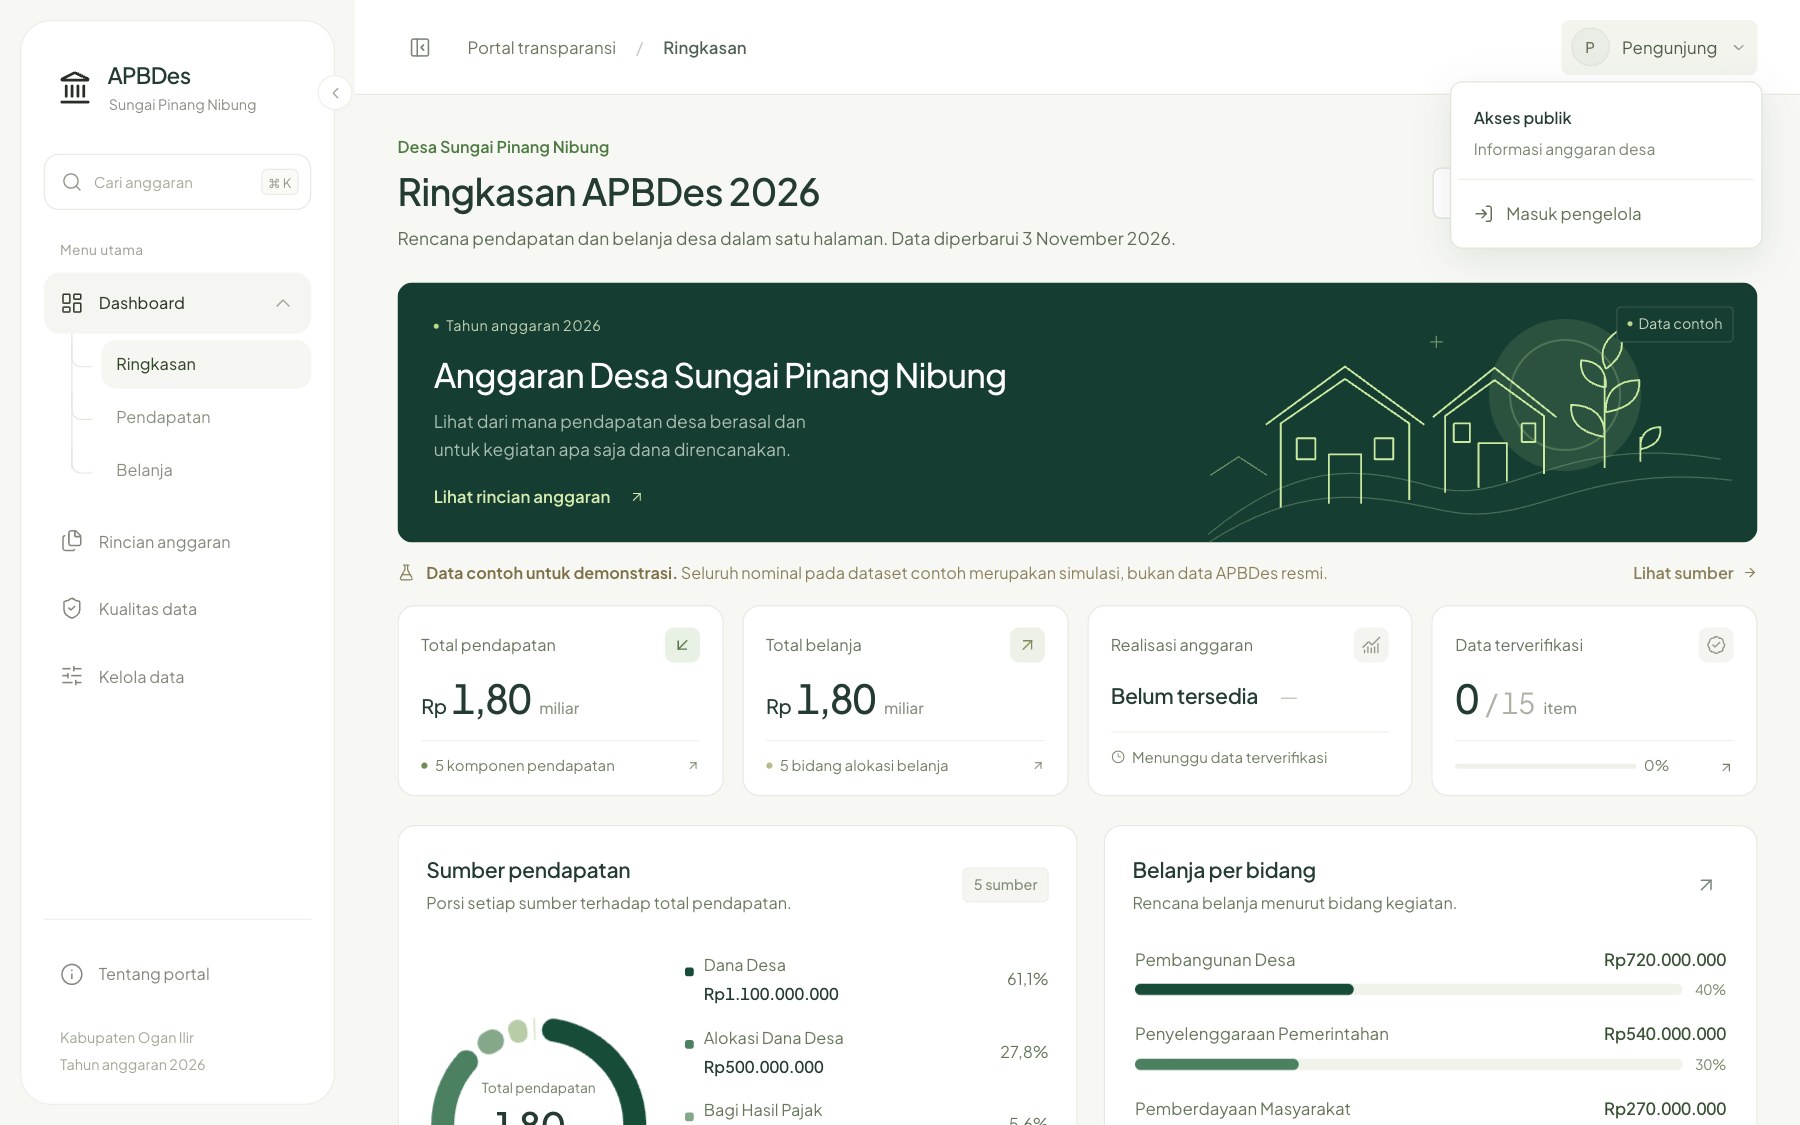 APBDes
Sungai Pinang Nibung
Cari anggaran
⌘ K
Menu utama
Dashboard
Ringkasan
Pendapatan
Belanja
Rincian anggaran
Kualitas data
Kelola data
Tentang portal
Kabupaten Ogan Ilir
Tahun anggaran 2026
Portal transparansi / Ringkasan
P Pengunjung
Akses publik
Informasi anggaran desa
Masuk pengelola
Desa Sungai Pinang Nibung
Ringkasan APBDes 2026
Rencana pendapatan dan belanja desa dalam satu halaman. Data diperbarui 3 November 2026.
Tahun anggaran 2026
Data contoh
Anggaran Desa Sungai Pinang Nibung
Lihat dari mana pendapatan desa berasal dan
untuk kegiatan apa saja dana direncanakan.
Lihat rincian anggaran
Data contoh untuk demonstrasi. Seluruh nominal pada dataset contoh merupakan simulasi, bukan data APBDes resmi.
Lihat sumber →
Total pendapatan
Rp 1,80 miliar
5 komponen pendapatan
Total belanja
Rp 1,80 miliar
5 bidang alokasi belanja
Realisasi anggaran
Belum tersedia —
Menunggu data terverifikasi
Data terverifikasi
0 /15 item
0%
Sumber pendapatan
Porsi setiap sumber terhadap total pendapatan.
5 sumber
Total pendapatan
1,80
Dana Desa
Rp1.100.000.000
61,1%
Alokasi Dana Desa
Rp500.000.000
27,8%
Bagi Hasil Pajak
5,6%
Belanja per bidang
Rencana belanja menurut bidang kegiatan.
Pembangunan Desa
Rp720.000.000
40%
Penyelenggaraan Pemerintahan
Rp540.000.000
30%
Pemberdayaan Masyarakat
Rp270.000.000